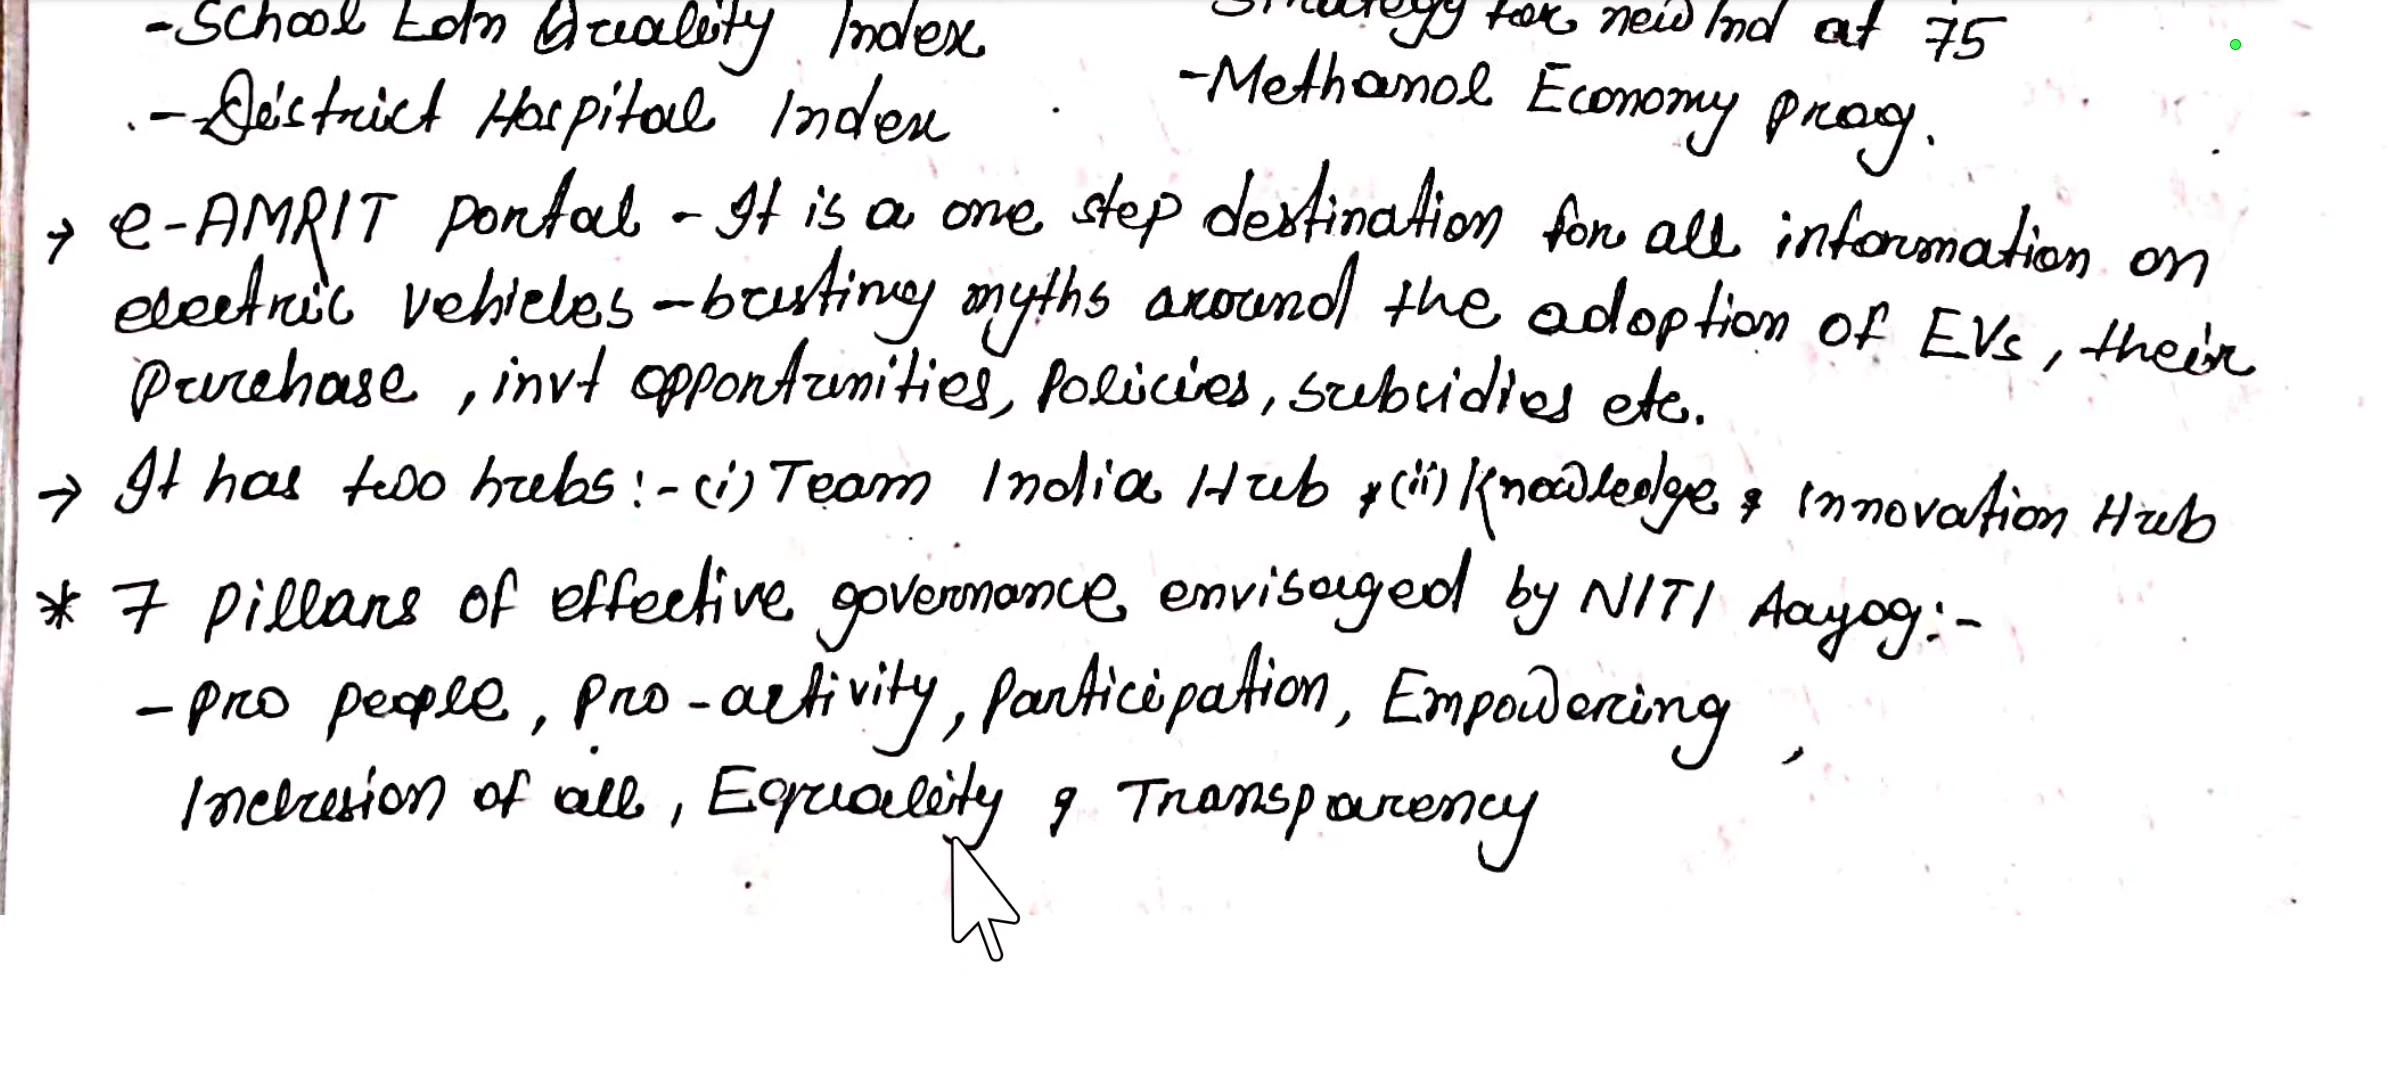 -School Edn Quality Index
Strategy for new Ind at 75
-Methanol Economy Prog.
-District Hospital Index
→ e-AMRIT Portal - It is a one step destination for all information on
electric vehicles - busting myths around the adoption of EVs, their
Purchase, invt opportunities, Policies, subsidies etc.
→ It has two hubs:- (i) Team India Hub & (ii) Knowledge & Innovation Hub
* 7 Pillars of effective governance envisaged by NITI Aayog:-
- Pro people, Pro-activity, Participation, Empowering,
Inclusion of all, Equality & Transparency